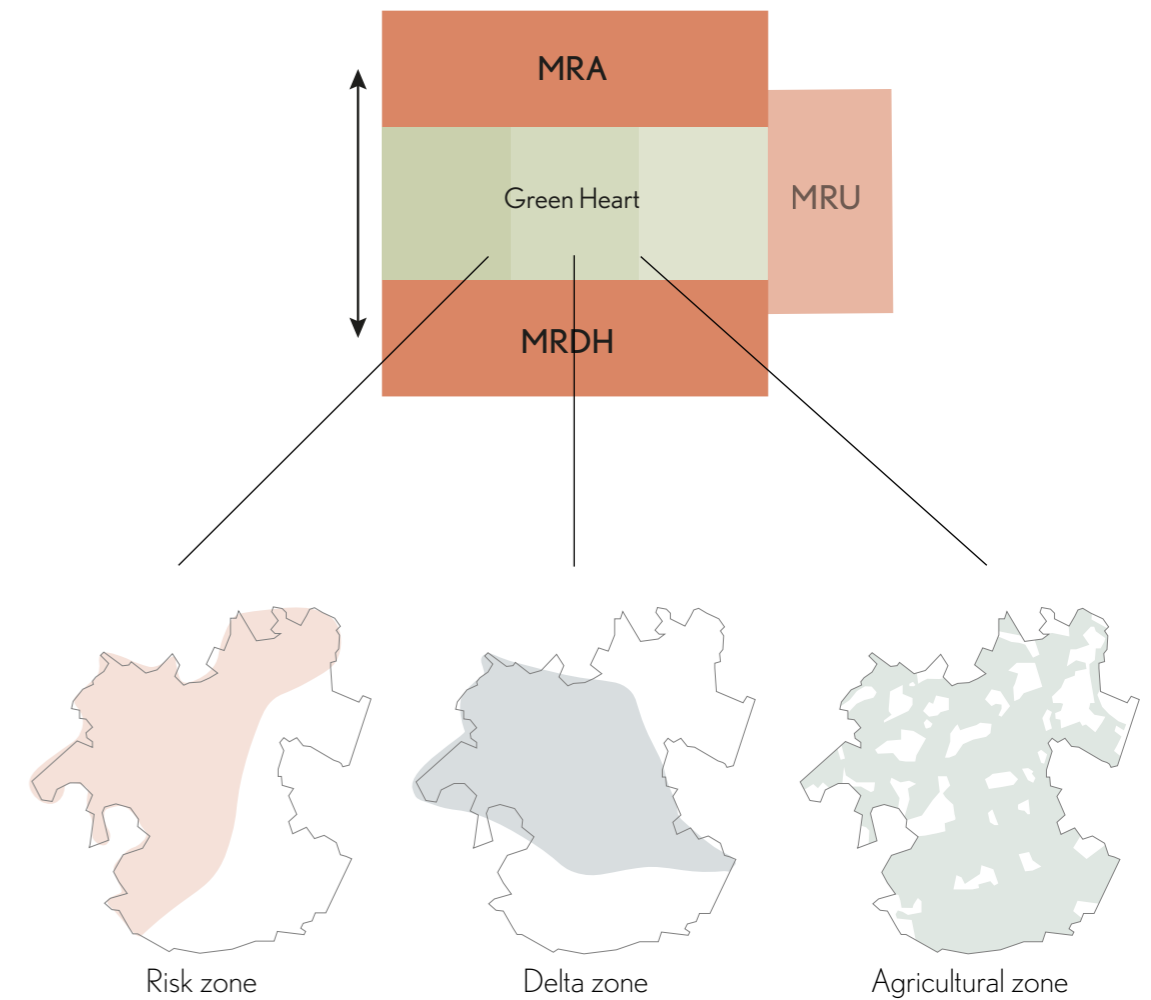 MRA
Green Heart
MRU
MRDH
Risk zone
Delta zone
Agricultural zone